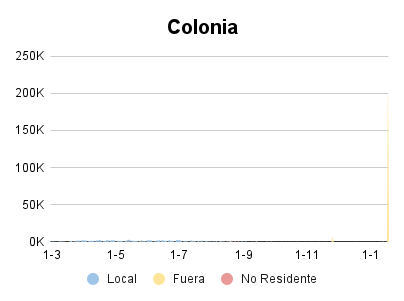 Colonia
250K
200K
150K
100K
50K
0K
1-3 1-5 1-7 1-9 1-11 1-1
Local Fuera No Residente